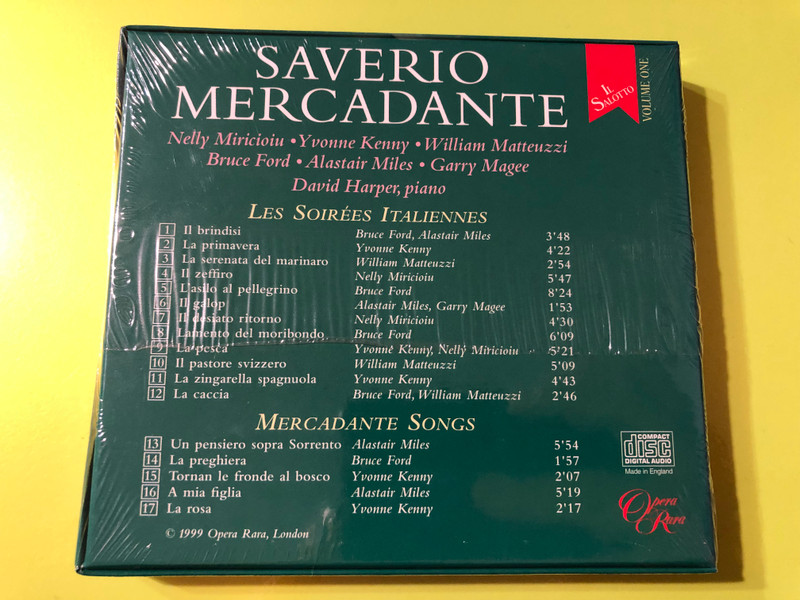 SAVERIO
MERCADANTE
IL
SALOTTO
VOLUME ONE
Nelly Miricioiu • Yvonne Kenny • William Matteuzzi
Bruce Ford • Alastair Miles • Garry Magee
David Harper, piano
LES SOIRÉES ITALIENNES
1 Il brindisi Bruce Ford, Alastair Miles 3'48
2 La primavera Yvonne Kenny 4'22
3 La serenata del marinaro William Matteuzzi 2'54
4 Il zeffiro Nelly Miricioiu 5'47
5 L'asilo al pellegrino Bruce Ford 8'24
6 Il galop Alastair Miles, Garry Magee 1'53
7 Il desiato ritorno Nelly Miricioiu 4'30
8 Lamento del moribondo Bruce Ford 6'09
9 La pesca Yvonne Kenny, Nelly Miricioiu 5'21
10 Il pastore svizzero William Matteuzzi 5'09
11 La zingarella spagnuola Yvonne Kenny 4'43
12 La caccia Bruce Ford, William Matteuzzi 2'46
MERCADANTE SONGS
13 Un pensiero sopra Sorrento Alastair Miles 5'54
14 La preghiera Bruce Ford 1'57
15 Tornan le fronde al bosco Yvonne Kenny 2'07
16 A mia figlia Alastair Miles 5'19
17 La rosa Yvonne Kenny 2'17
COMPACT
disc
DIGITAL AUDIO
Made in England
Opera
Rara
© 1999 Opera Rara, London